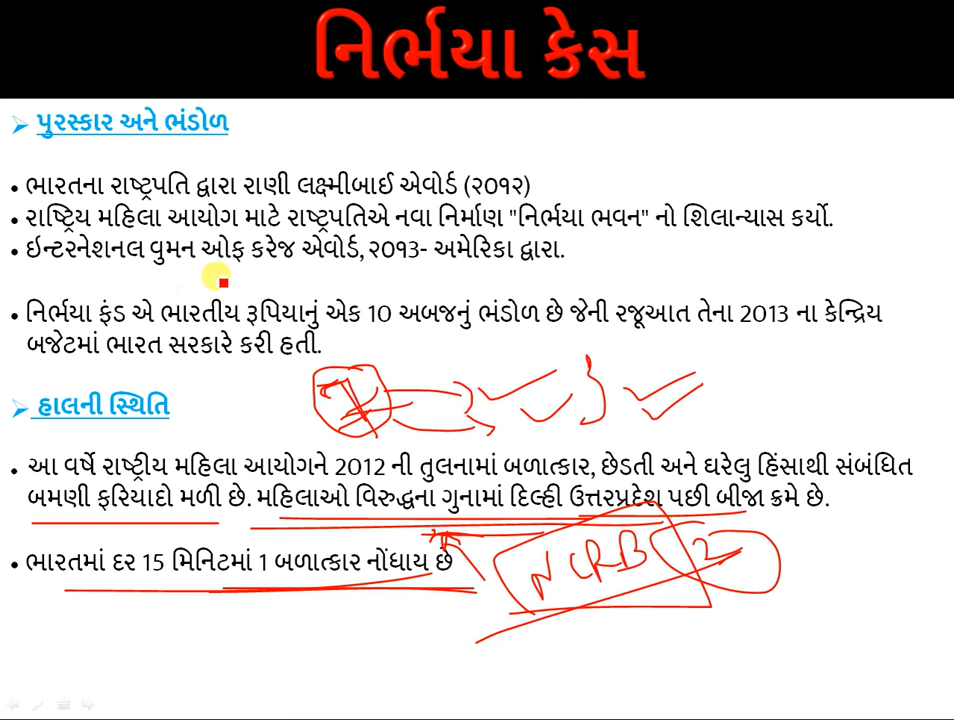 નિર્ભયા કેસ
પુરસ્કાર અને ભંડોળ
• ભારતના રાષ્ટ્રપતિ દ્વારા રાણી લક્ષ્મીબાઈ એવોર્ડ (૨૦૧૨)
• રાષ્ટ્રિય મહિલા આયોગ માટે રાષ્ટ્રપતિએ નવા નિર્માણ "નિર્ભયા ભવન" નો શિલાન્યાસ કર્યો.
• ઇન્ટરનેશનલ વુમન ઓફ કરેજ એવોર્ડ, ૨૦૧૩- અમેરિકા દ્વારા.
• નિર્ભયા ફંડ એ ભારતીય રૂપિયાનું એક 10 અબજનું ભંડોળ છે જેની રજૂઆત તેના 2013 ના કેન્દ્રિય
બજેટમાં ભારત સરકારે કરી હતી.
હાલની સ્થિતિ
• આ વર્ષે રાષ્ટ્રીય મહિલા આયોગને 2012 ની તુલનામાં બળાત્કાર, છેડતી અને ઘરેલુ હિંસાથી સંબંધિત
બમણી ફરિયાદો મળી છે. મહિલાઓ વિરુદ્ધના ગુનામાં દિલ્હી ઉત્તરપ્રદેશ પછી બીજા ક્રમે છે.
• ભારતમાં દર 15 મિનિટમાં 1 બળાત્કાર નોંધાય છે
NCRB 2